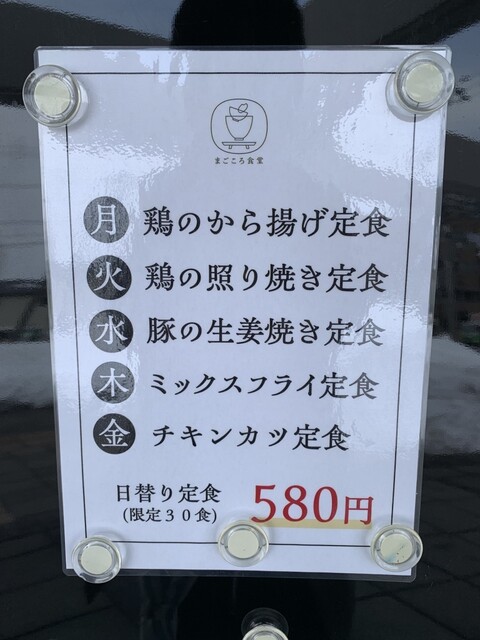 まごころ食堂
月 鶏のから揚げ定食
火 鶏の照り焼き定食
水 豚の生姜焼き定食
木 ミックスフライ定食
金 チキンカツ定食
日替り定食 580円
(限定30食)